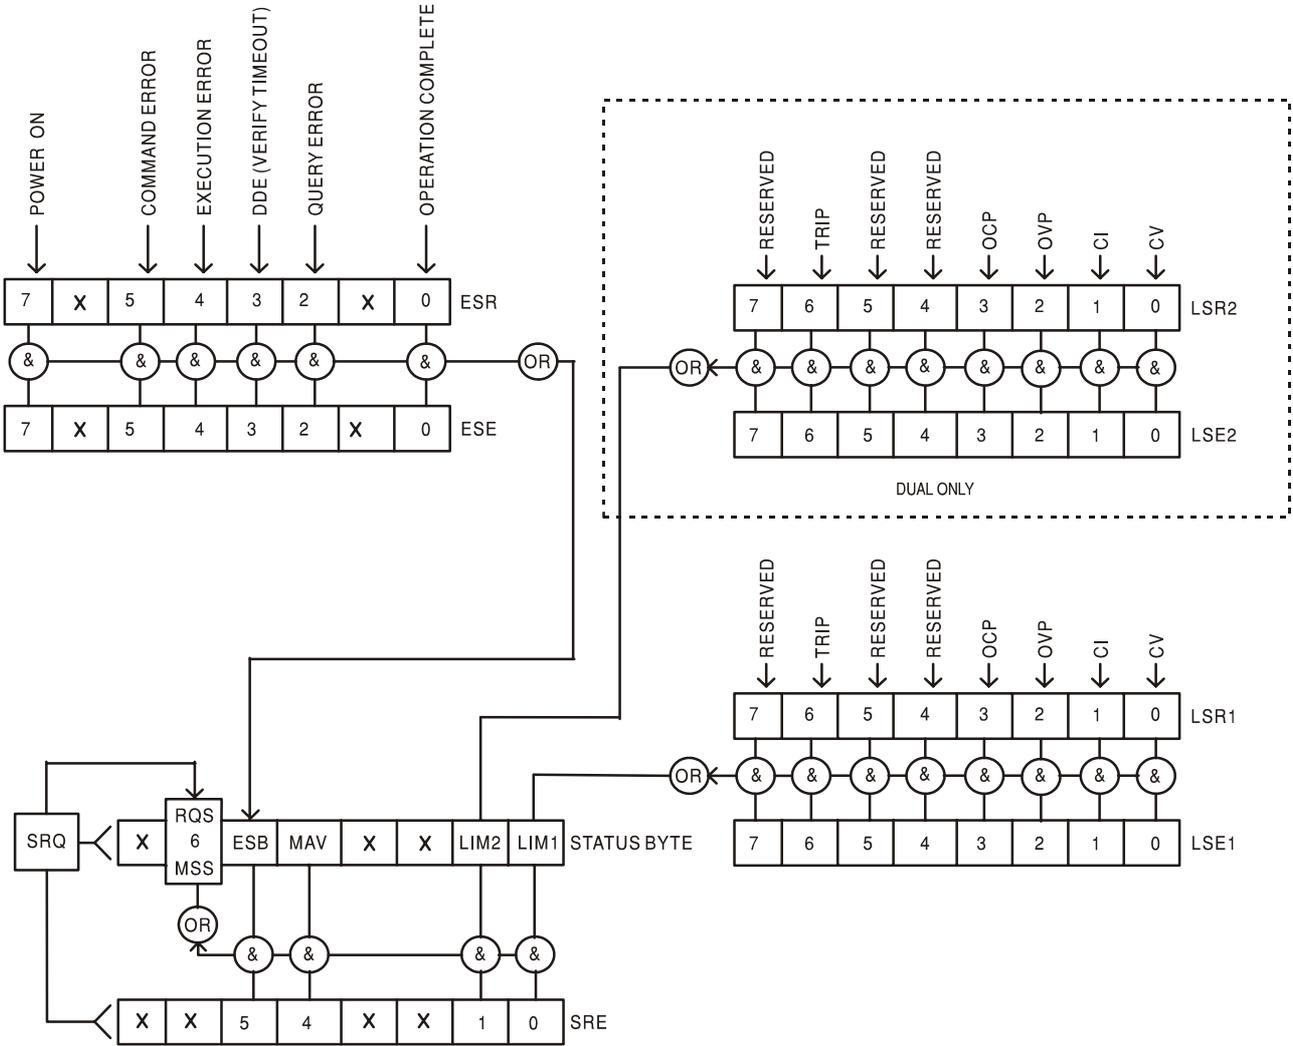 POWER ON
COMMAND ERROR
EXECUTION ERROR
DDE (VERIFY TIMEOUT)
QUERY ERROR
OPERATION COMPLETE
7 X 5 4 3 2 X 0 ESR
& & & & & & OR
7 X 5 4 3 2 X 0 ESE
RESERVED
TRIP
RESERVED
RESERVED
OCP
OVP
CI
CV
7 6 5 4 3 2 1 0 LSR2
OR & & & & & & & &
7 6 5 4 3 2 1 0 LSE2
DUAL ONLY
RESERVED
TRIP
RESERVED
RESERVED
OCP
OVP
CI
CV
7 6 5 4 3 2 1 0 LSR1
OR & & & & & & & &
7 6 5 4 3 2 1 0 LSE1
RQS
SRQ X 6 ESB MAV X X LIM2 LIM1 STATUS BYTE
MSS
OR
& & & &
X X 5 4 X X 1 0 SRE